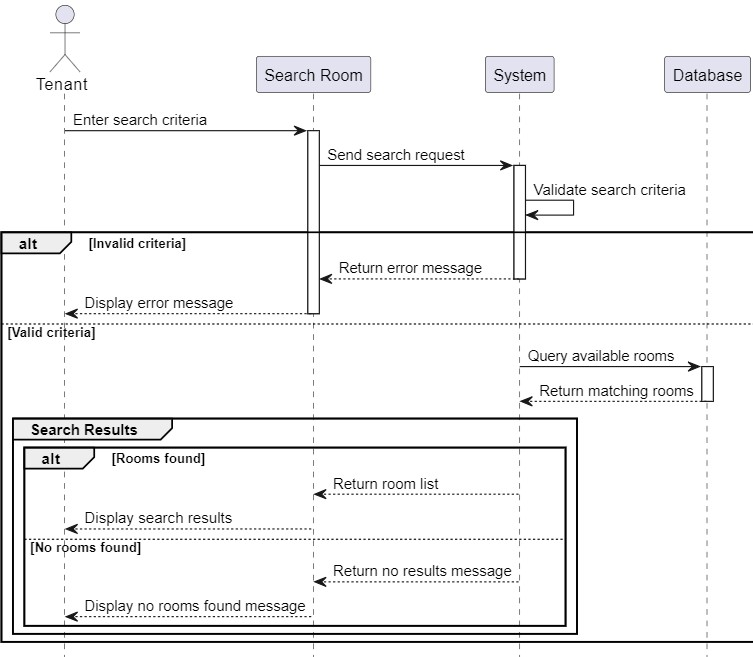 Tenant
Search Room
System
Database
Enter search criteria
Send search request
Validate search criteria
alt [Invalid criteria]
Return error message
Display error message
[Valid criteria]
Query available rooms
Return matching rooms
Search Results
alt [Rooms found]
Return room list
Display search results
[No rooms found]
Return no results message
Display no rooms found message